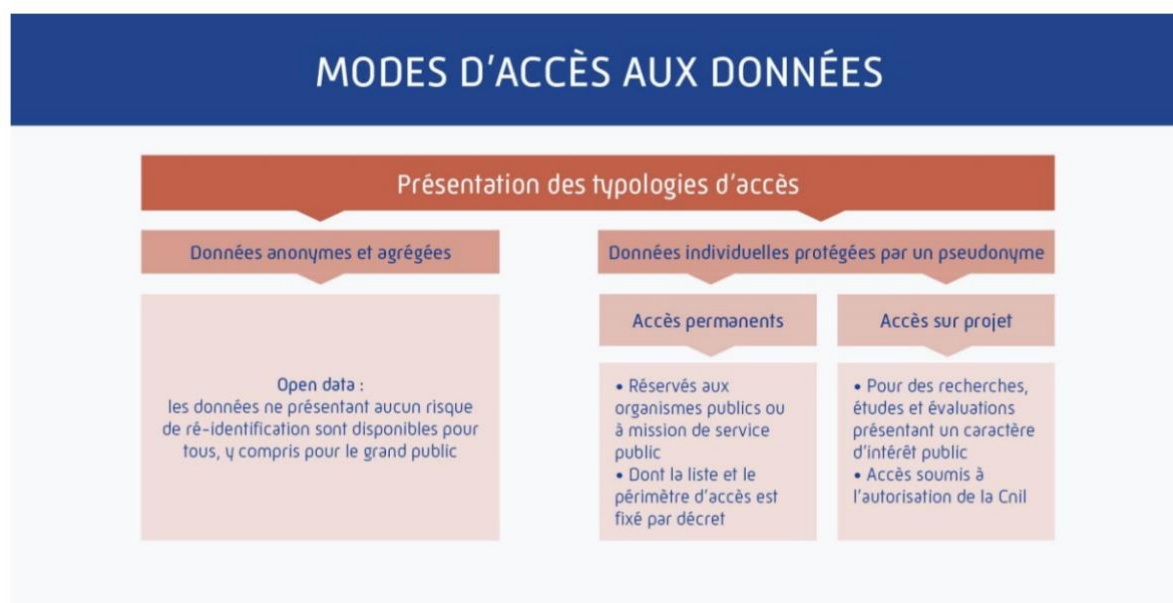 MODES D'ACCÈS AUX DONNÉES
Présentation des typologies d'accès
Données anonymes et agrégées
Open data :
les données ne présentant aucun risque
de ré-identification sont disponibles pour
tous, y compris pour le grand public
Données individuelles protégées par un pseudonyme
Accès permanents
• Réservés aux
organismes publics ou
à mission de service
public
• Dont la liste et le
périmètre d'accès est
fixé par décret
Accès sur projet
• Pour des recherches,
études et évaluations
présentant un caractère
d'intérêt public
• Accès soumis à
l'autorisation de la Cnil